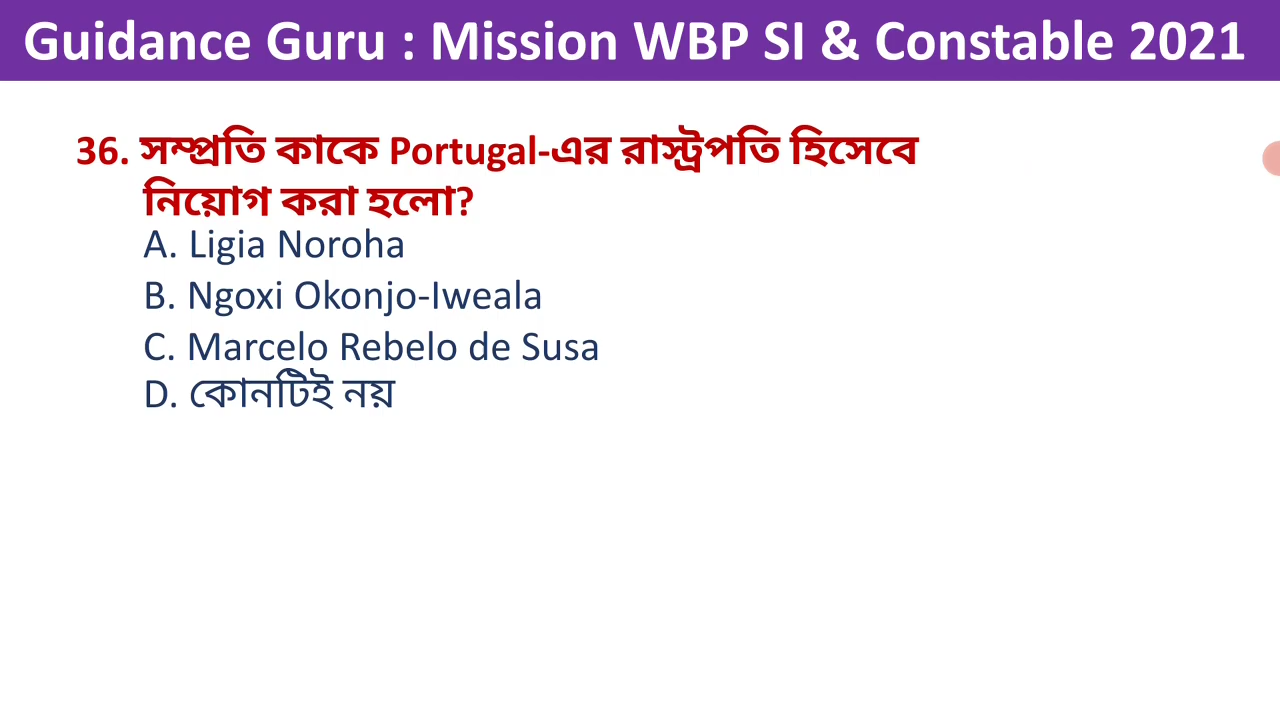 Guidance Guru : Mission WBP SI & Constable 2021
36. সম্প্রতি কাকে Portugal-এর রাস্ট্রপতি হিসেবে
নিয়োগ করা হলো?
A. Ligia Noroha
B. Ngoxi Okonjo-Iweala
C. Marcelo Rebelo de Susa
D. কোনটিই নয়